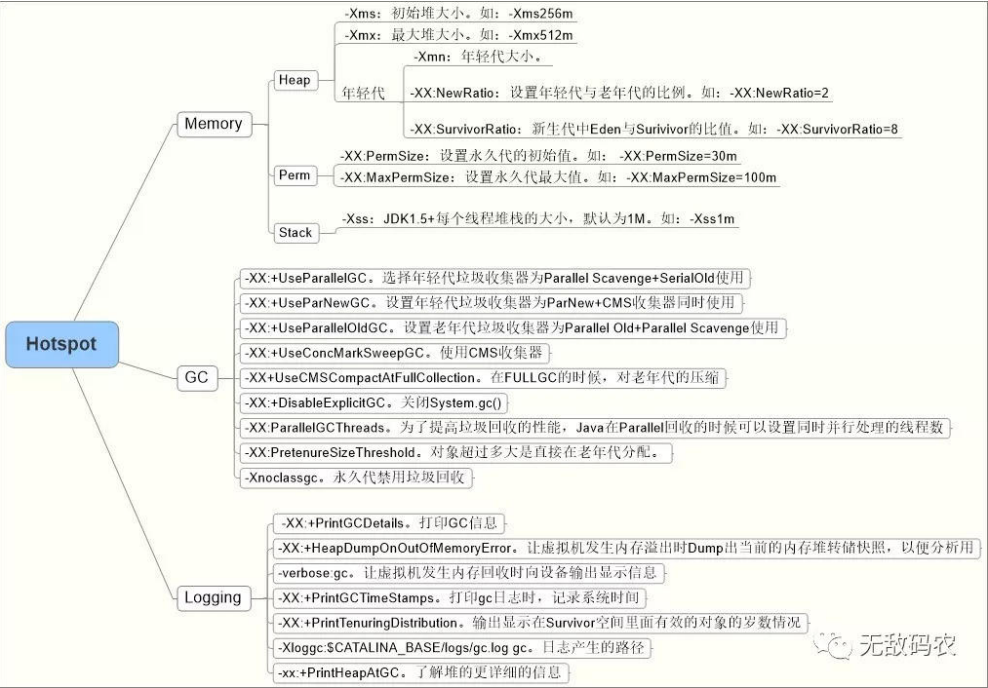 Hotspot
Memory
Heap
-Xms：初始堆大小。如：-Xms256m
-Xmx：最大堆大小。如：-Xmx512m
年轻代
-Xmn：年轻代大小。
-XX:NewRatio：设置年轻代与老年代的比例。如：-XX:NewRatio=2
-XX:SurvivorRatio：新生代中Eden与Surivivor的比值。如：-XX:SurvivorRatio=8
Perm
-XX:PermSize：设置永久代的初始值。如： -XX:PermSize=30m
-XX:MaxPermSize：设置永久代最大值。如：-XX:MaxPermSize=100m
Stack
-Xss：JDK1.5+每个线程堆栈的大小，默认为1M。如：-Xss1m
GC
-XX:+UseParallelGC。选择年轻代垃圾收集器为Parallel Scavenge+SerialOld使用
-XX:+UseParNewGC。设置年轻代垃圾收集器为ParNew+CMS收集器同时使用
-XX:+UseParallelOldGC。设置老年代垃圾收集器为Parallel Old+Parallel Scavenge使用
-XX:+UseConcMarkSweepGC。使用CMS收集器
-XX+UseCMSCompactAtFullCollection。在FULLGC的时候，对老年代的压缩
-XX:+DisableExplicitGC。关闭System.gc()
-XX:ParallelGCThreads。为了提高垃圾回收的性能，Java在Parallel回收的时候可以设置同时并行处理的线程数
-XX:PretenureSizeThreshold。对象超过多大是直接在老年代分配。
-Xnoclassgc。永久代禁用垃圾回收
Logging
-XX:+PrintGCDetails。打印GC信息
-XX:+HeapDumpOnOutOfMemoryError。让虚拟机发生内存溢出时Dump出当前的内存堆转储快照，以便分析用
-verbose:gc。让虚拟机发生内存回收时向设备输出显示信息
-XX:+PrintGCTimeStamps。打印gc日志时，记录系统时间
-XX:+PrintTenuringDistribution。输出显示在Survivor空间里面有效的对象的岁数情况
-Xloggc:$CATALINA_BASE/logs/gc.log gc。日志产生的路径
-xx:+PrintHeapAtGC。了解堆的更详细的信息
无敌码农